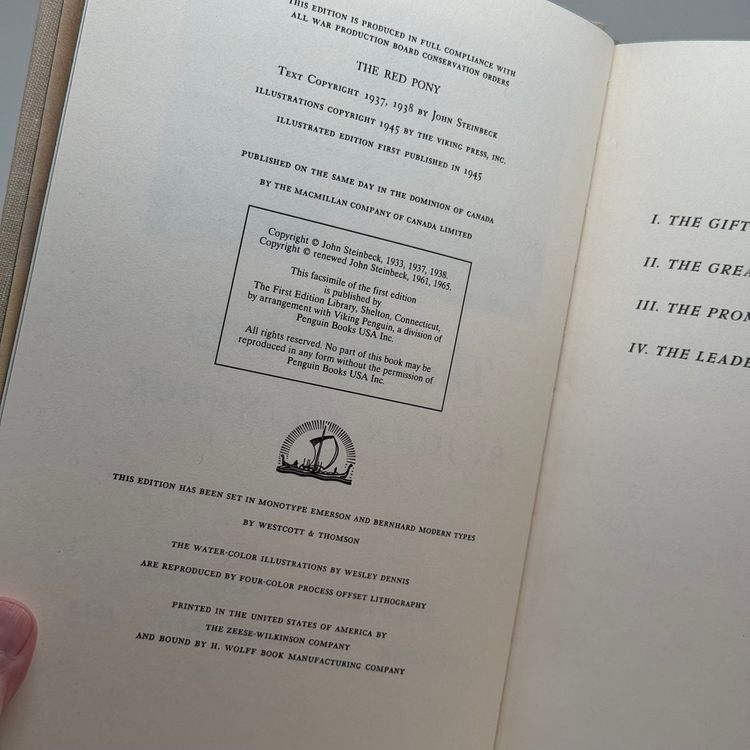 THIS EDITION IS PRODUCED IN FULL COMPLIANCE WITH
ALL WAR PRODUCTION BOARD CONSERVATION ORDERS
THE RED PONY
TEXT COPYRIGHT 1937, 1938 BY JOHN STEINBECK
ILLUSTRATIONS COPYRIGHT 1945 BY THE VIKING PRESS, INC.
ILLUSTRATED EDITION FIRST PUBLISHED IN 1945
PUBLISHED ON THE SAME DAY IN THE DOMINION OF CANADA
BY THE MACMILLAN COMPANY OF CANADA LIMITED
Copyright © John Steinbeck, 1933, 1937, 1938.
Copyright © renewed John Steinbeck, 1961, 1965.
This facsimile of the first edition
is published by
The First Edition Library, Shelton, Connecticut,
by arrangement with Viking Penguin, a division of
Penguin Books USA Inc.
All rights reserved. No part of this book may be
reproduced in any form without the permission of
Penguin Books USA Inc.
THIS EDITION HAS BEEN SET IN MONOTYPE EMERSON AND BERNHARD MODERN TYPES
BY WESTCOTT & THOMSON
THE WATER-COLOR ILLUSTRATIONS BY WESLEY DENNIS
ARE REPRODUCED BY FOUR-COLOR PROCESS OFFSET LITHOGRAPHY
PRINTED IN THE UNITED STATES OF AMERICA BY
THE ZEESE-WILKINSON COMPANY
AND BOUND BY H. WOLFF BOOK MANUFACTURING COMPANY
I. THE GIFT
II. THE GREA
III. THE PROM
IV. THE LEADE